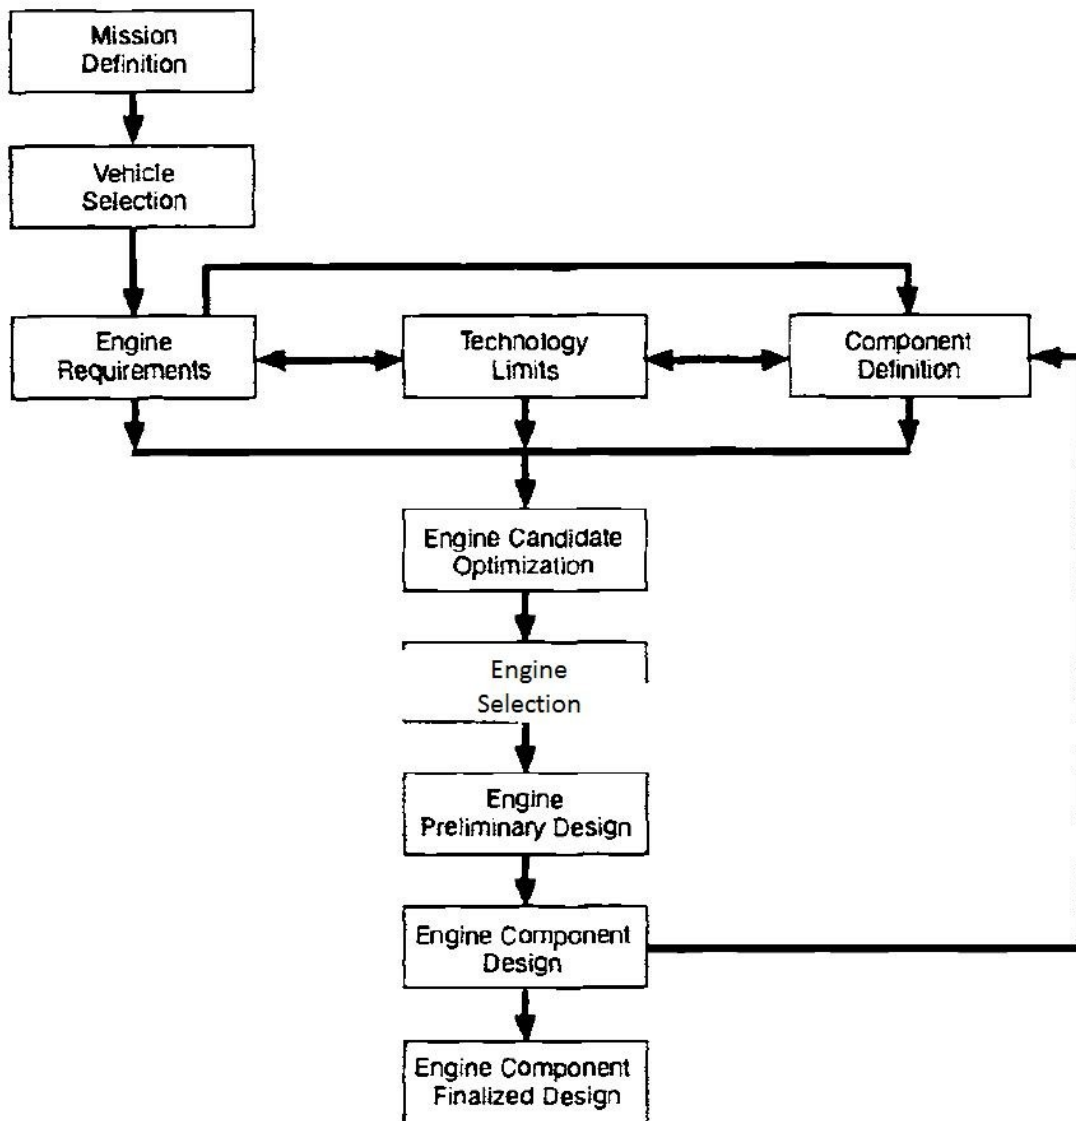 Mission
Definition
Vehicle
Selection
Engine
Requirements
Technology
Limits
Component
Definition
Engine Candidate
Optimization
Engine
Selection
Engine
Preliminary Design
Engine Component
Design
Engine Component
Finalized Design